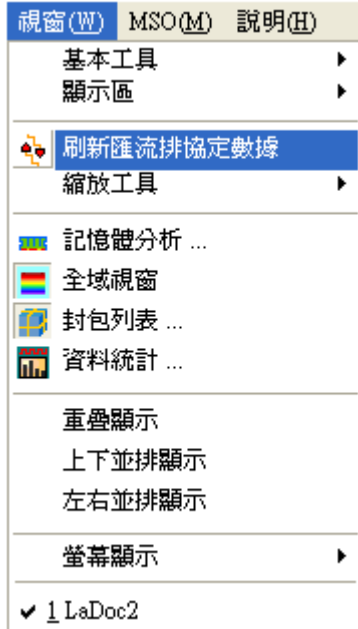 視窗(W) MSO(M) 說明(H)
基本工具
顯示區
刷新匯流排協定數據
縮放工具
記憶體分析 ...
全域視窗
封包列表 ...
資料統計 ...
重疊顯示
上下並排顯示
左右並排顯示
螢幕顯示
✔ 1 LaDoc2